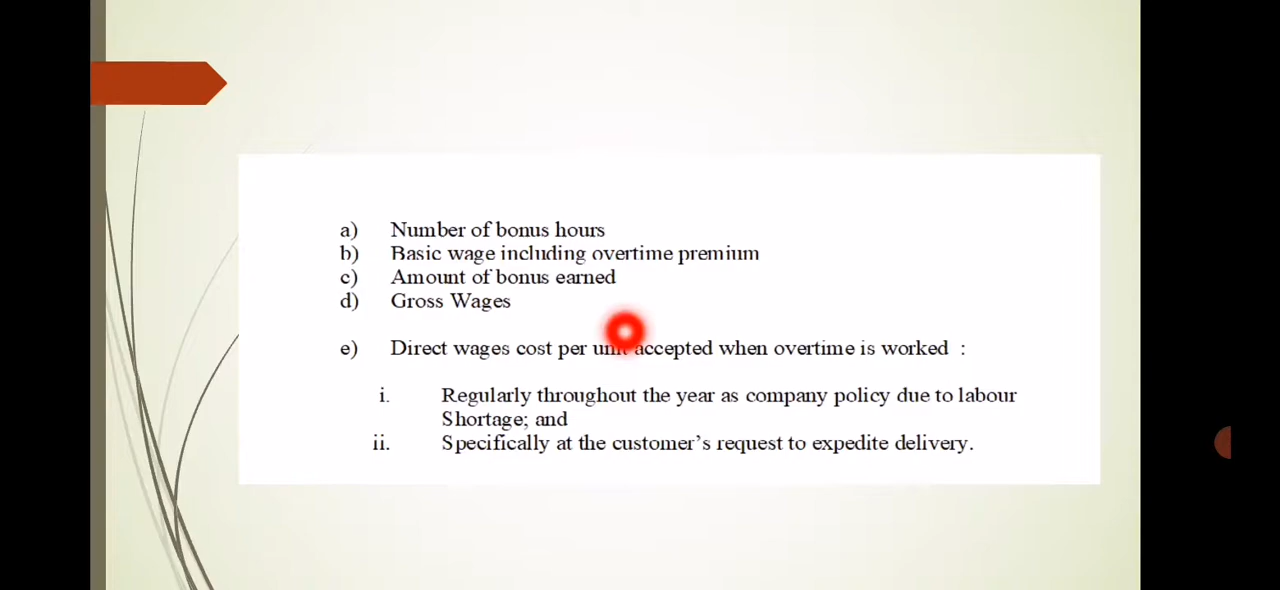 a) Number of bonus hours
b) Basic wage including overtime premium
c) Amount of bonus earned
d) Gross Wages
e) Direct wages cost per unit accepted when overtime is worked :
i. Regularly throughout the year as company policy due to labour
Shortage; and
ii. Specifically at the customer's request to expedite delivery.